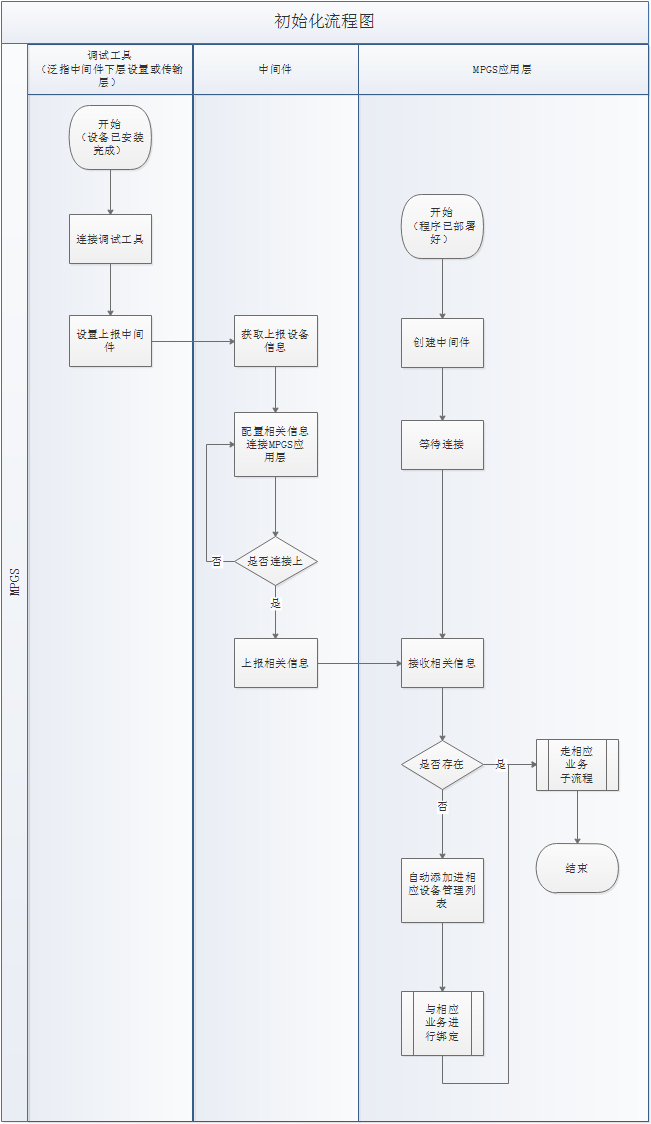 初始化流程图
调试工具
（泛指中间件下层设置或传输
层）
中间件
MPGS应用层
MPGS
开始
（设备已安装
完成）
连接调试工具
开始
（程序已部署
好）
设置上报中间
件
获取上报设备
信息
创建中间件
配置相关信息
连接MPGS应
用层
等待连接
是否连接上
否
是
上报相关信息
接收相关信息
是否存在
是
走相应
业务
子流程
否
自动添加进相
应设备管理列
表
结束
与相应
业务进
行绑定